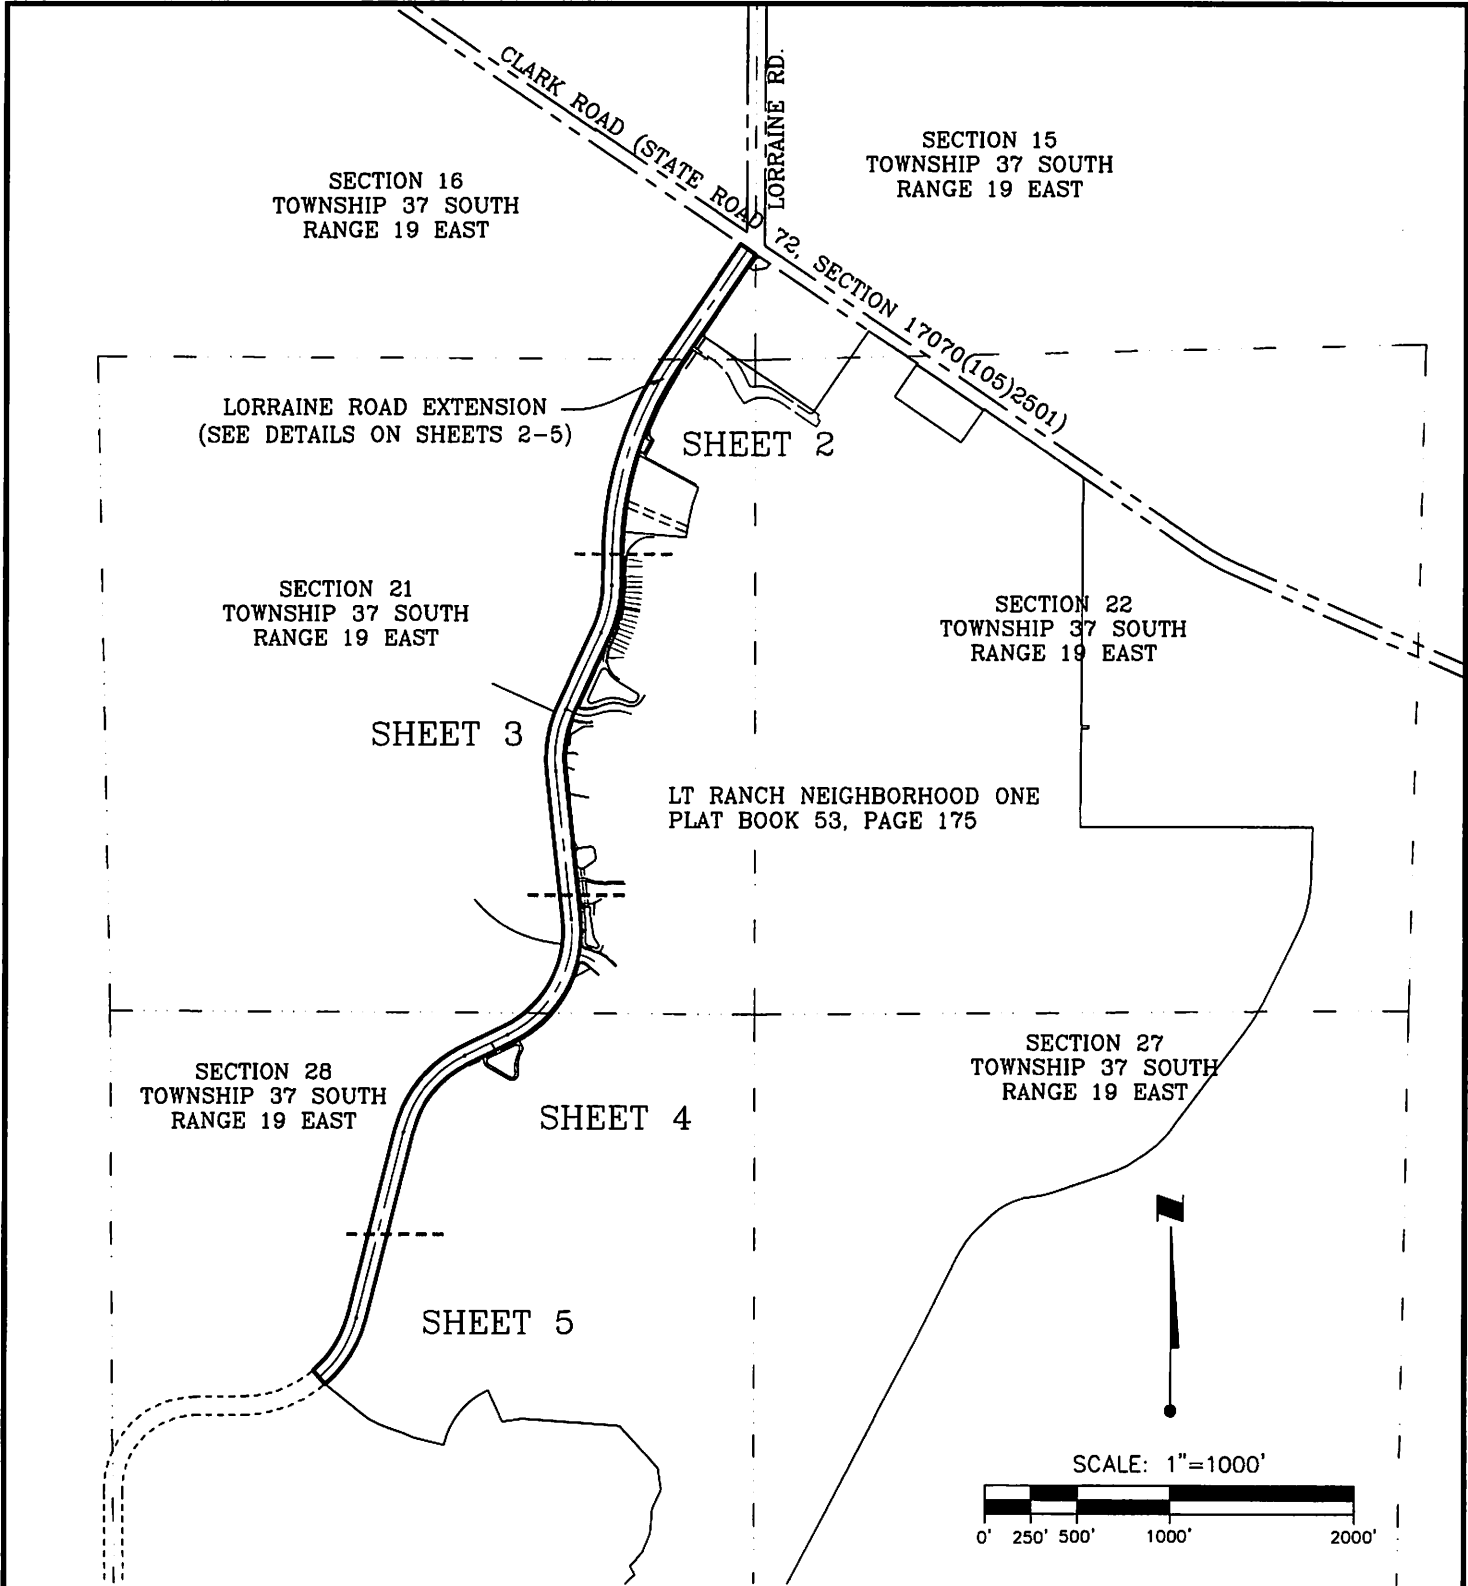 CLARK ROAD (STATE ROAD 72, SECTION 17070(105)2501)
LORRAINE RD.
SECTION 15
TOWNSHIP 37 SOUTH
RANGE 19 EAST
SECTION 16
TOWNSHIP 37 SOUTH
RANGE 19 EAST
LORRAINE ROAD EXTENSION
(SEE DETAILS ON SHEETS 2-5)
SHEET 2
SECTION 21
TOWNSHIP 37 SOUTH
RANGE 19 EAST
SECTION 22
TOWNSHIP 37 SOUTH
RANGE 19 EAST
SHEET 3
LT RANCH NEIGHBORHOOD ONE
PLAT BOOK 53, PAGE 175
SECTION 28
TOWNSHIP 37 SOUTH
RANGE 19 EAST
SECTION 27
TOWNSHIP 37 SOUTH
RANGE 19 EAST
SHEET 4
N
SHEET 5
SCALE: 1"=1000'
0' 250' 500' 1000' 2000'